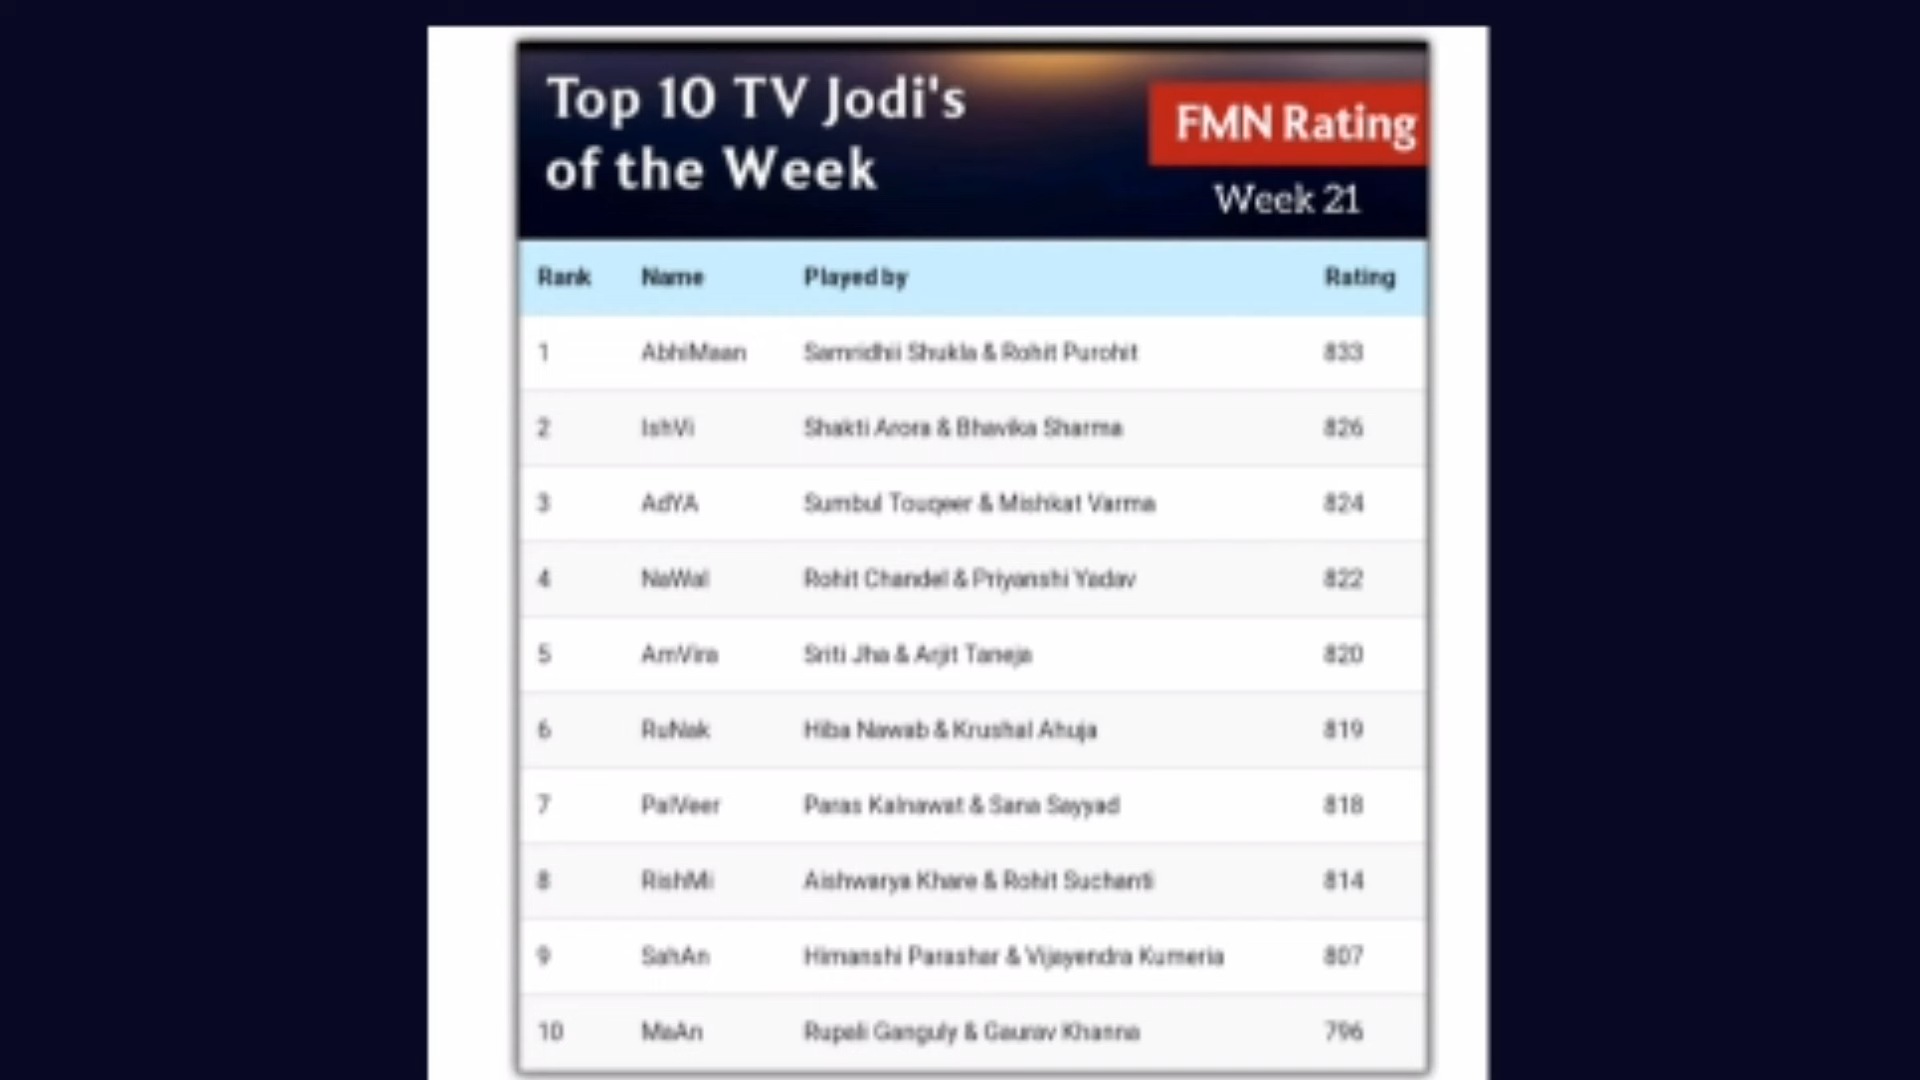 Top 10 TV Jodi's
of the Week
FMN Rating
Week 21
Rank Name Played by Rating
1 AbhiMaan Samridhii Shukla & Rohit Purohit 833
2 IshVi Shakti Arora & Bhavika Sharma 826
3 AdYA Sumbul Touqeer & Mishkat Varma 824
4 NaWal Rohit Chandel & Priyanshi Yadav 822
5 AmVira Sriti Jha & Arjit Taneja 820
6 RuNak Hiba Nawab & Krushal Ahuja 819
7 PalVeer Paras Kalnawat & Sana Sayyad 818
8 RishMi Aishwarya Khare & Rohit Suchanti 814
9 SahAn Himanshi Parashar & Vijayendra Kumeria 807
10 MaAn Rupali Ganguly & Gaurav Khanna 796